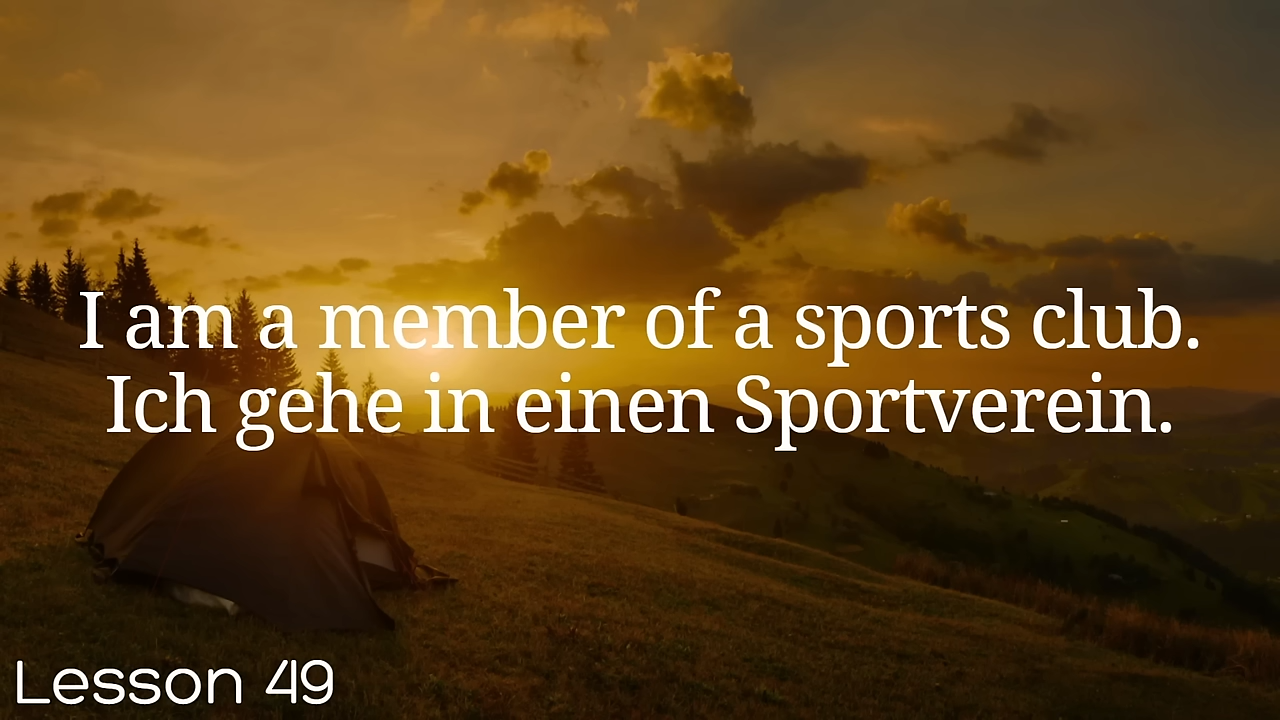 I am a member of a sports club.
Ich gehe in einen Sportverein.
Lesson 49